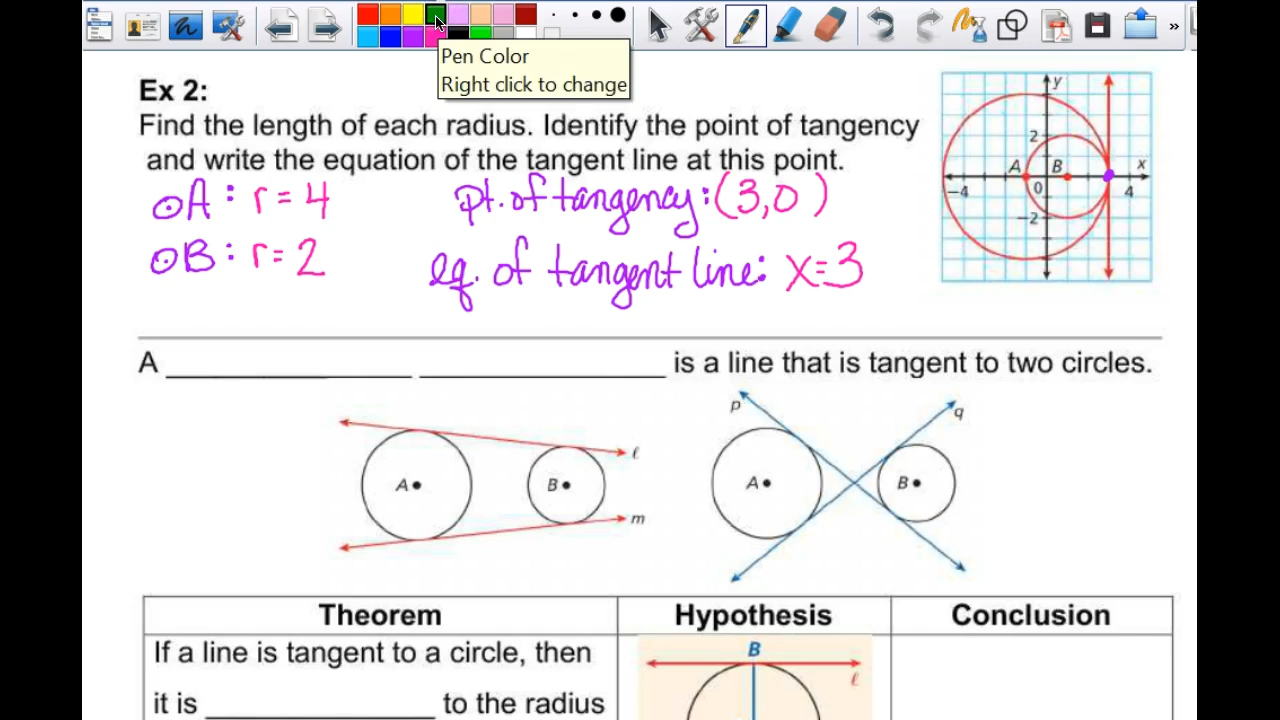 »
Pen Color
Right click to change
Ex 2:
Find the length of each radius. Identify the point of tangency
and write the equation of the tangent line at this point.
⊙A: r = 4
pt. of tangency: (3,0)
⊙B: r = 2
eq. of tangent line: x=3
y
2
A
B
x
−4
0
4
−2
A _______________ _______________ is a line that is tangent to two circles.
A
B
ℓ
m
p
q
A
B
Theorem Hypothesis Conclusion
If a line is tangent to a circle, then
it is ______________ to the radius
B
ℓ